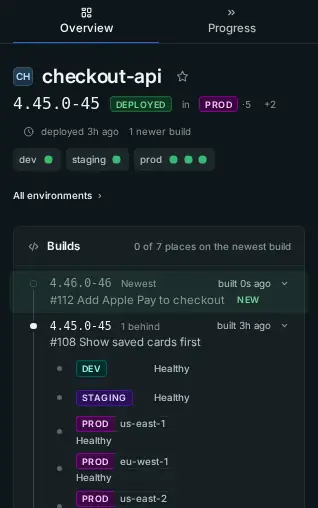 Overview
Progress
CH checkout-api
4.45.0-45 DEPLOYED in PROD ·5 +2
deployed 3h ago 1 newer build
dev
staging
prod
All environments ›
Builds 0 of 7 places on the newest build
4.46.0-46 Newest built 0s ago
#112 Add Apple Pay to checkout NEW
4.45.0-45 1 behind built 3h ago
#108 Show saved cards first
DEV Healthy
STAGING Healthy
PROD us-east-1
Healthy
PROD eu-west-1
Healthy
PROD us-east-2